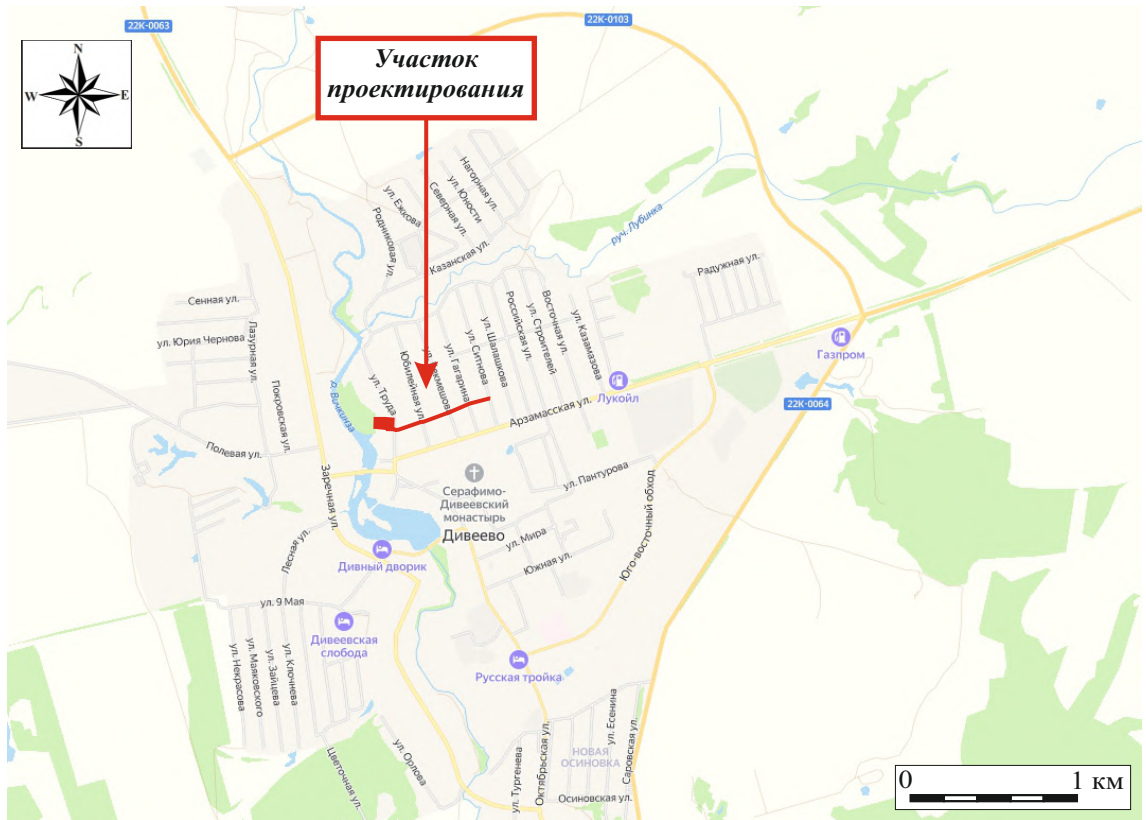 22К-0063
22К-0103
N
W E
S
Участок
проектирования
Нагорная ул.
ул. Юности
Северная ул.
ул. Ежкова
Родниковая ул.
Казанская ул.
руч. Лубинка
Радужная ул.
Сенная ул.
ул. Юрия Чернова
Лазурная ул.
Покровская ул.
Полевая ул.
Заречная ул.
р. Вичкинза
ул. Труда
Юбилейная ул.
ул. Гагарина
ул. Ситнова
ул. Шалашкова
Российская ул.
ул. Строителей
Восточная ул.
ул. Казамазова
Лукойл
Газпром
22К-0064
Арзамасская ул.
Серафимо-
Дивеевский
монастырь
Дивеево
ул. Пантурова
ул. Мира
Южная ул.
Юго-восточный обход
Лесная ул.
Дивный дворик
ул. 9 Мая
Дивеевская
слобода
ул. Некрасова
ул. Маяковского
ул. Зайцева
ул. Ключнева
Русская тройка
Цветочная ул.
ул. Орлова
ул. Тургенева
Октябрьская ул.
НОВАЯ
ОСИНОВКА
ул. Есенина
Саровская ул.
Осиновская ул.
0 1 км